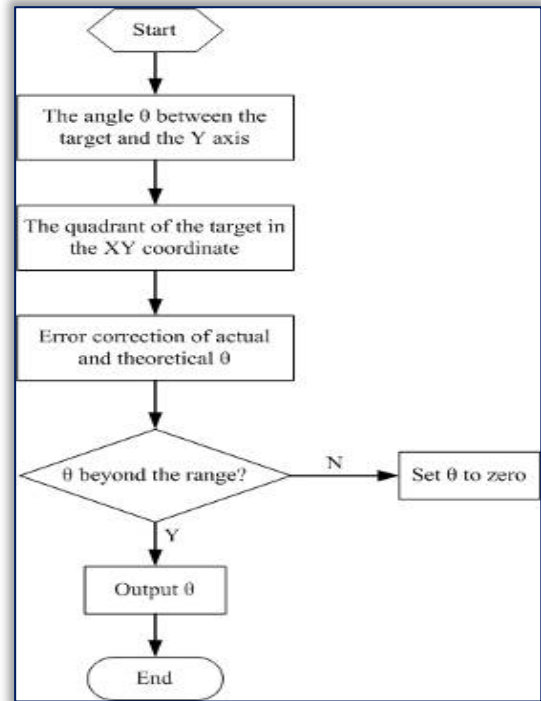 Start
The angle θ between the
target and the Y axis
The quadrant of the target in
the XY coordinate
Error correction of actual
and theoretical θ
θ beyond the range?
N
Set θ to zero
Y
Output θ
End